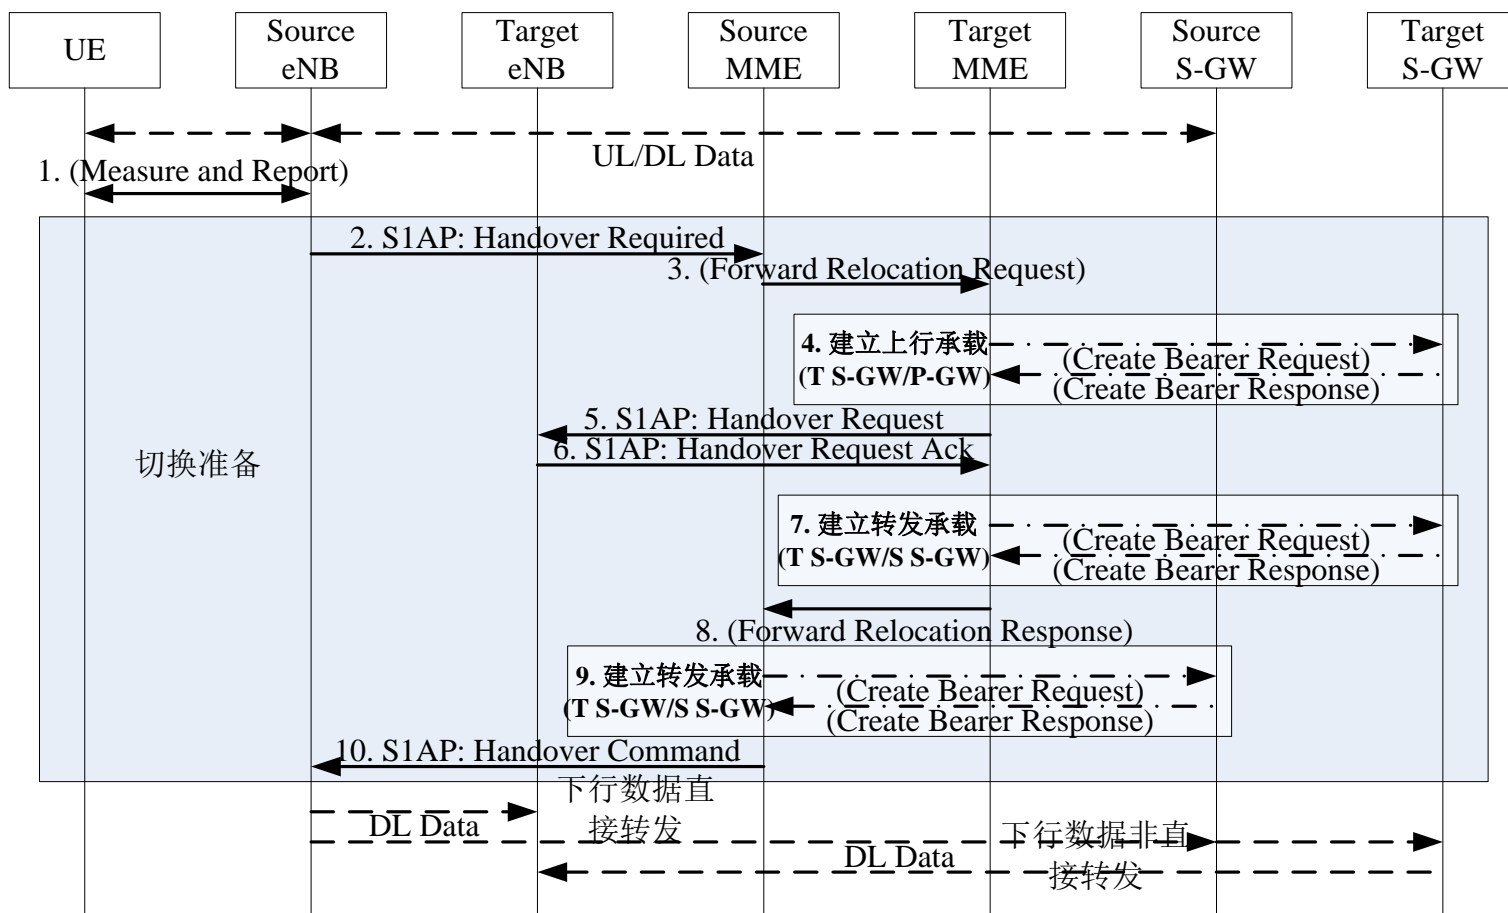 UE
Source
eNB
Target
eNB
Source
MME
Target
MME
Source
S-GW
Target
S-GW
UL/DL Data
1. (Measure and Report)
2. S1AP: Handover Required
3. (Forward Relocation Request)
4. 建立上行承载
(T S-GW/P-GW)
(Create Bearer Request)
(Create Bearer Response)
5. S1AP: Handover Request
6. S1AP: Handover Request Ack
切换准备
7. 建立转发承载
(T S-GW/S S-GW)
(Create Bearer Request)
(Create Bearer Response)
8. (Forward Relocation Response)
9. 建立转发承载
(T S-GW/S S-GW)
(Create Bearer Request)
(Create Bearer Response)
10. S1AP: Handover Command
下行数据直
接转发
DL Data
下行数据非直
接转发
DL Data